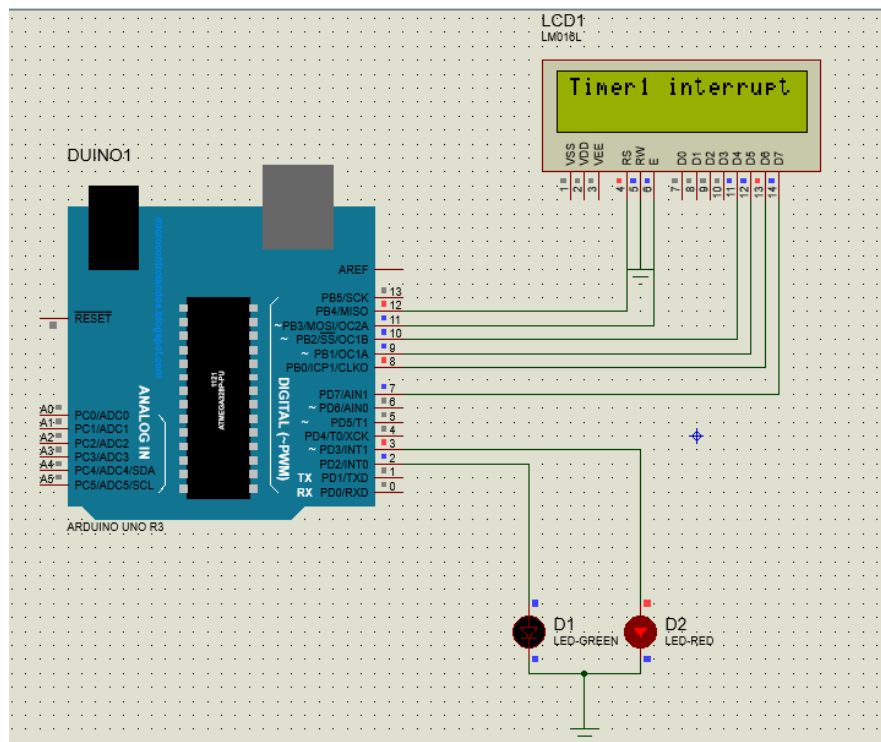 LCD1
LM016L
Timer1 interrupt
VSS VDD VEE RS RW E D0 D1 D2 D3 D4 D5 D6 D7
1 2 3 4 5 6 7 8 9 10 11 12 13 14
DUINO1
microcontrolandos.blogspot.com
AREF
PB5/SCK 13
RESET
PB4/MISO 12
~PB3/MOSI/OC2A 11
~ PB2/SS/OC1B 10
~ PB1/OC1A 9
PB0/ICP1/CLKO 8
1121
ATMEGA328P-PU
DIGITAL (~PWM)
ANALOG IN
PD7/AIN1 7
~ PD6/AIN0 6
~ PD5/T1 5
PD4/T0/XCK 4
~ PD3/INT1 3
PD2/INT0 2
TX PD1/TXD 1
RX PD0/RXD 0
A0 PC0/ADC0
A1 PC1/ADC1
A2 PC2/ADC2
A3 PC3/ADC3
A4 PC4/ADC4/SDA
A5 PC5/ADC5/SCL
ARDUINO UNO R3
D1
LED-GREEN
D2
LED-RED